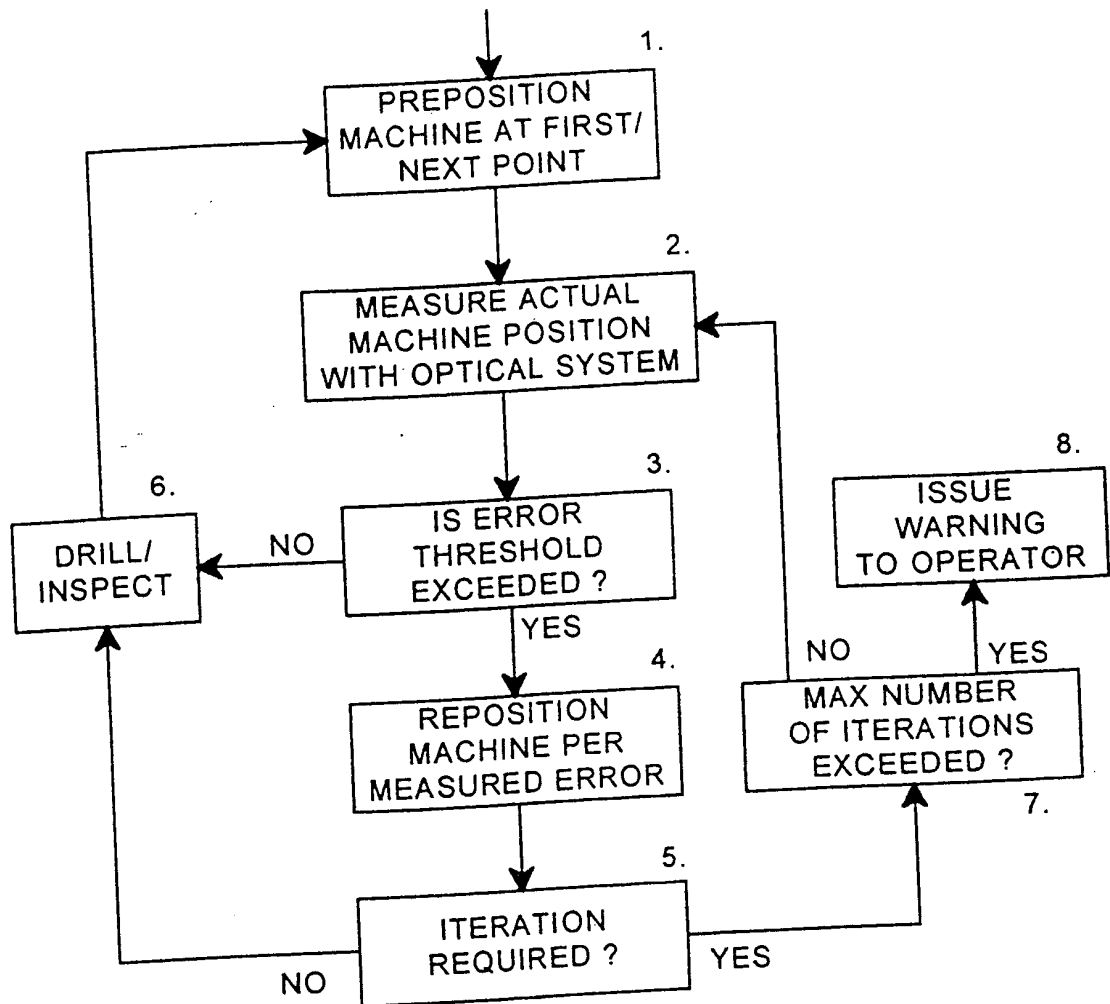 1.
PREPOSITION
MACHINE AT FIRST/
NEXT POINT
2.
MEASURE ACTUAL
MACHINE POSITION
WITH OPTICAL SYSTEM
3.
IS ERROR
THRESHOLD
EXCEEDED ?
NO
YES
6.
DRILL/
INSPECT
4.
REPOSITION
MACHINE PER
MEASURED ERROR
5.
ITERATION
REQUIRED ?
NO
YES
7.
MAX NUMBER
OF ITERATIONS
EXCEEDED ?
NO
YES
8.
ISSUE
WARNING
TO OPERATOR